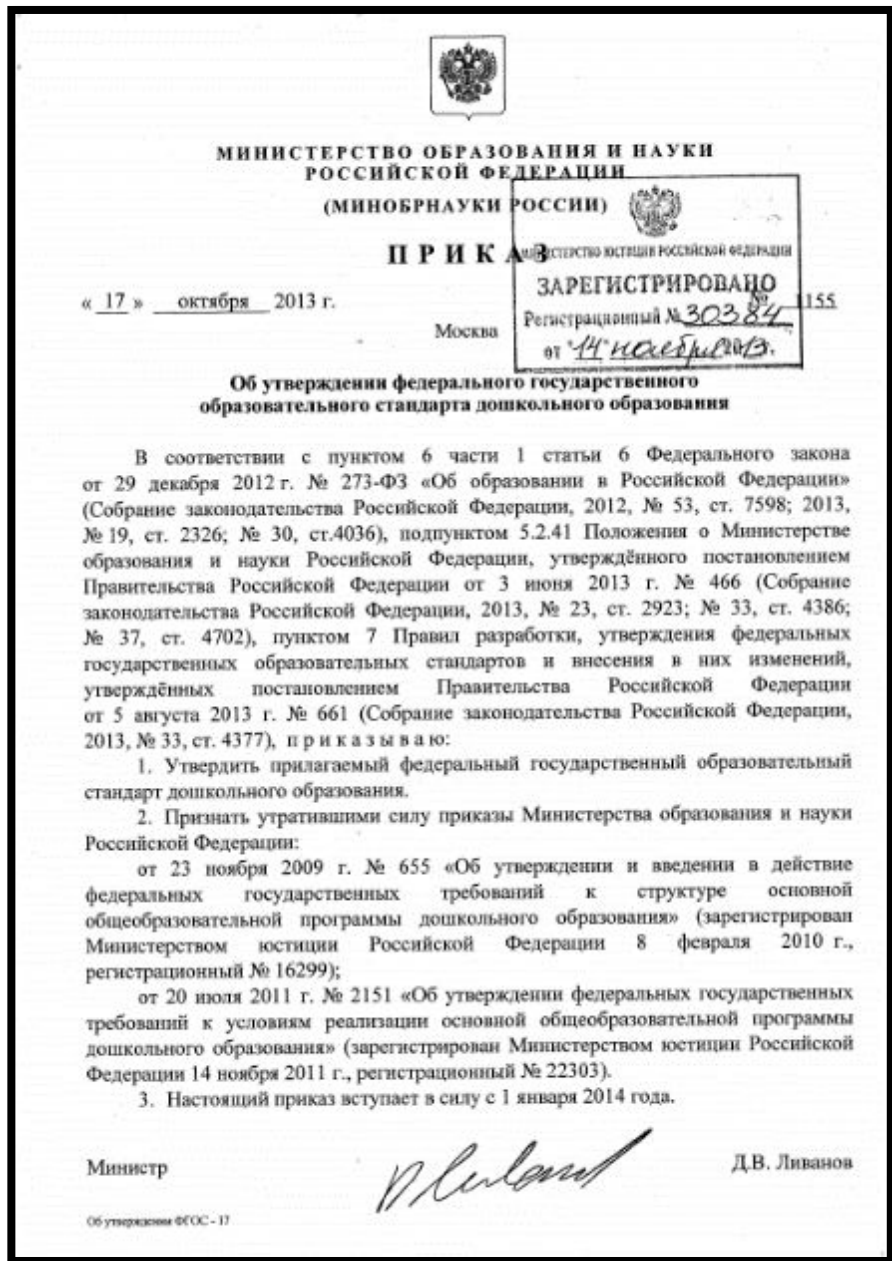 МИНИСТЕРСТВО ОБРАЗОВАНИЯ И НАУКИ
РОССИЙСКОЙ ФЕДЕРАЦИИ
(МИНОБРНАУКИ РОССИИ)
ПРИКАЗ
МИНИСТЕРСТВО ЮСТИЦИИ РОССИЙСКОЙ ФЕДЕРАЦИИ
ЗАРЕГИСТРИРОВАНО
Регистрационный № 30384
от "14" ноября 2013.
« 17 » октября 2013 г. № 1155
Москва
Об утверждении федерального государственного
образовательного стандарта дошкольного образования
В соответствии с пунктом 6 части 1 статьи 6 Федерального закона
от 29 декабря 2012 г. № 273-ФЗ «Об образовании в Российской Федерации»
(Собрание законодательства Российской Федерации, 2012, № 53, ст. 7598; 2013,
№ 19, ст. 2326; № 30, ст.4036), подпунктом 5.2.41 Положения о Министерстве
образования и науки Российской Федерации, утверждённого постановлением
Правительства Российской Федерации от 3 июня 2013 г. № 466 (Собрание
законодательства Российской Федерации, 2013, № 23, ст. 2923; № 33, ст. 4386;
№ 37, ст. 4702), пунктом 7 Правил разработки, утверждения федеральных
государственных образовательных стандартов и внесения в них изменений,
утверждённых постановлением Правительства Российской Федерации
от 5 августа 2013 г. № 661 (Собрание законодательства Российской Федерации,
2013, № 33, ст. 4377), п р и к а з ы в а ю:
1. Утвердить прилагаемый федеральный государственный образовательный
стандарт дошкольного образования.
2. Признать утратившими силу приказы Министерства образования и науки
Российской Федерации:
от 23 ноября 2009 г. № 655 «Об утверждении и введении в действие
федеральных государственных требований к структуре основной
общеобразовательной программы дошкольного образования» (зарегистрирован
Министерством юстиции Российской Федерации 8 февраля 2010 г.,
регистрационный № 16299);
от 20 июля 2011 г. № 2151 «Об утверждении федеральных государственных
требований к условиям реализации основной общеобразовательной программы
дошкольного образования» (зарегистрирован Министерством юстиции Российской
Федерации 14 ноября 2011 г., регистрационный № 22303).
3. Настоящий приказ вступает в силу с 1 января 2014 года.
Министр Д.В. Ливанов
Об утверждении ФГОС - 17